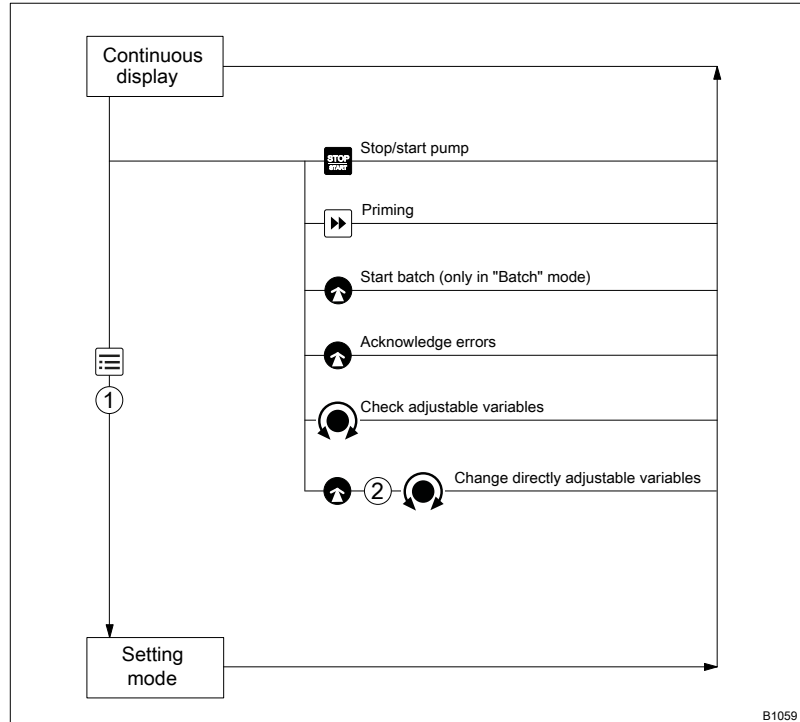 Continuous
display
STOP
START
Stop/start pump
Priming
Start batch (only in "Batch" mode)
Acknowledge errors
1
Check adjustable variables
2
Change directly adjustable variables
Setting
mode
B1059